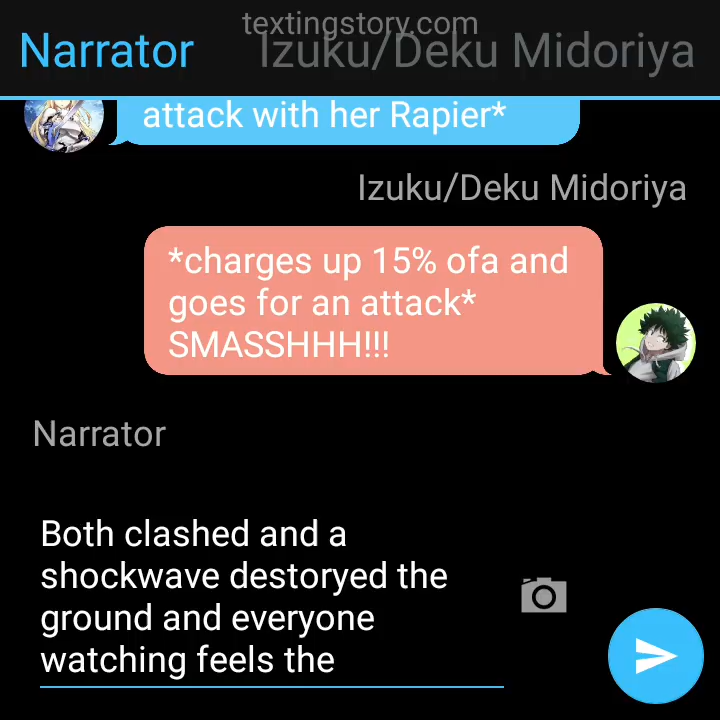 textingstory.com
Narrator
Izuku/Deku Midoriya
attack with her Rapier*
Izuku/Deku Midoriya
*charges up 15% ofa and
goes for an attack*
SMASSHHH!!!
Narrator
Both clashed and a
shockwave destoryed the
ground and everyone
watching feels the